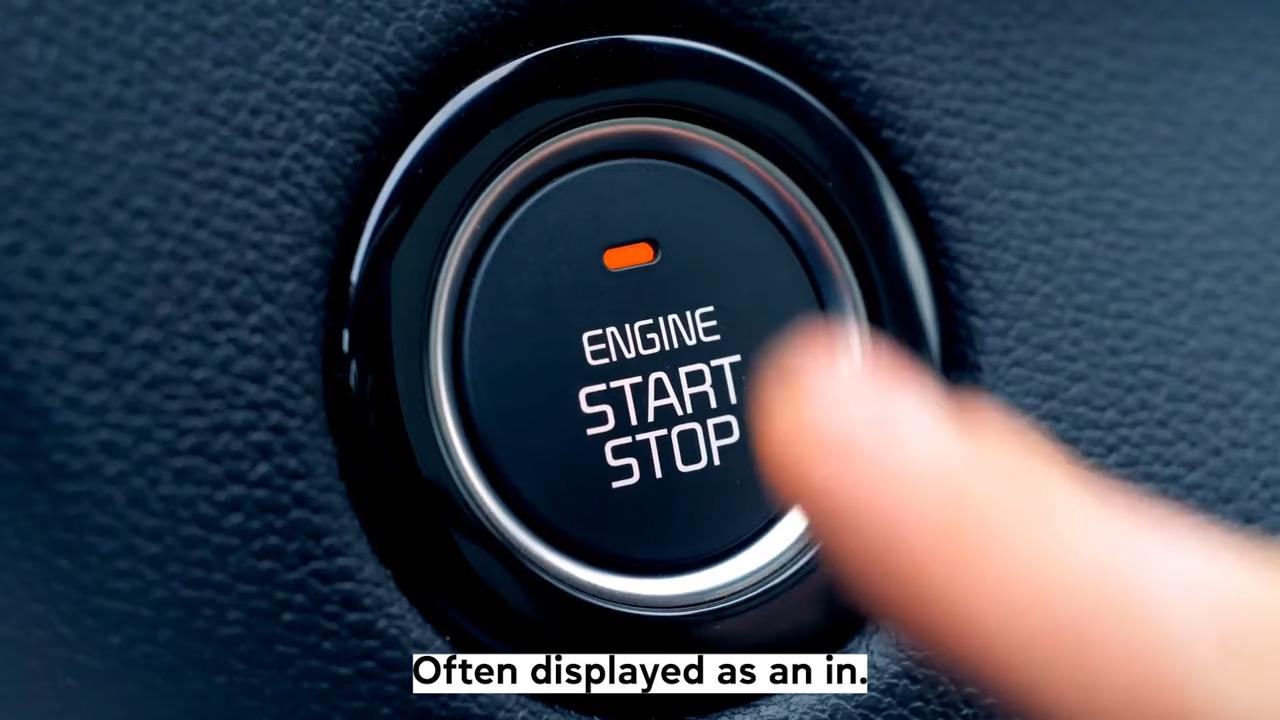 ENGINE
START
STOP
Often displayed as an in.